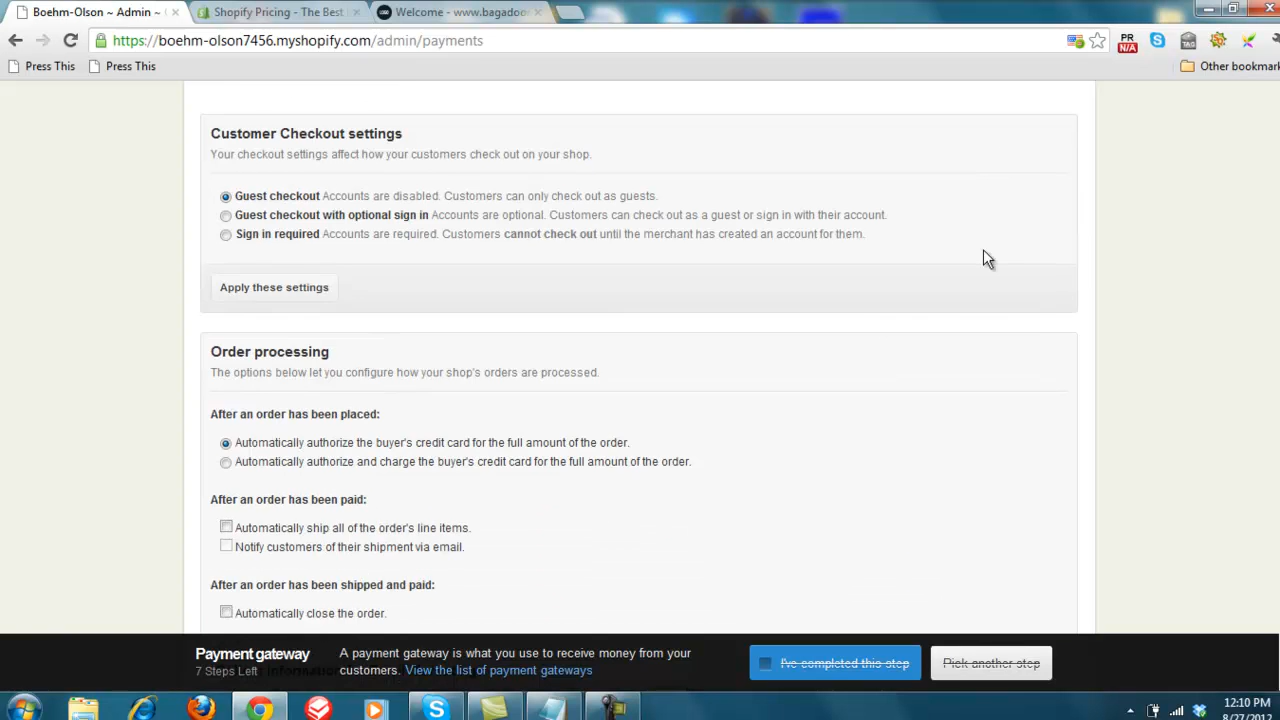 Boehm-Olson ~ Admin ~
Shopify Pricing - The Best
Welcome - www.bagadoo
https://boehm-olson7456.myshopify.com/admin/payments
PR
N/A
TAG
Press This
Press This
Other bookmark
Customer Checkout settings
Your checkout settings affect how your customers check out on your shop.
Guest checkout Accounts are disabled. Customers can only check out as guests.
Guest checkout with optional sign in Accounts are optional. Customers can check out as a guest or sign in with their account.
Sign in required Accounts are required. Customers cannot check out until the merchant has created an account for them.
Apply these settings
Order processing
The options below let you configure how your shop's orders are processed.
After an order has been placed:
Automatically authorize the buyer's credit card for the full amount of the order.
Automatically authorize and charge the buyer's credit card for the full amount of the order.
After an order has been paid:
Automatically ship all of the order's line items.
Notify customers of their shipment via email.
After an order has been shipped and paid:
Automatically close the order.
Payment gateway
7 Steps Left
A payment gateway is what you use to receive money from your
customers. View the list of payment gateways
I've completed this step
Pick another step
12:10 PM